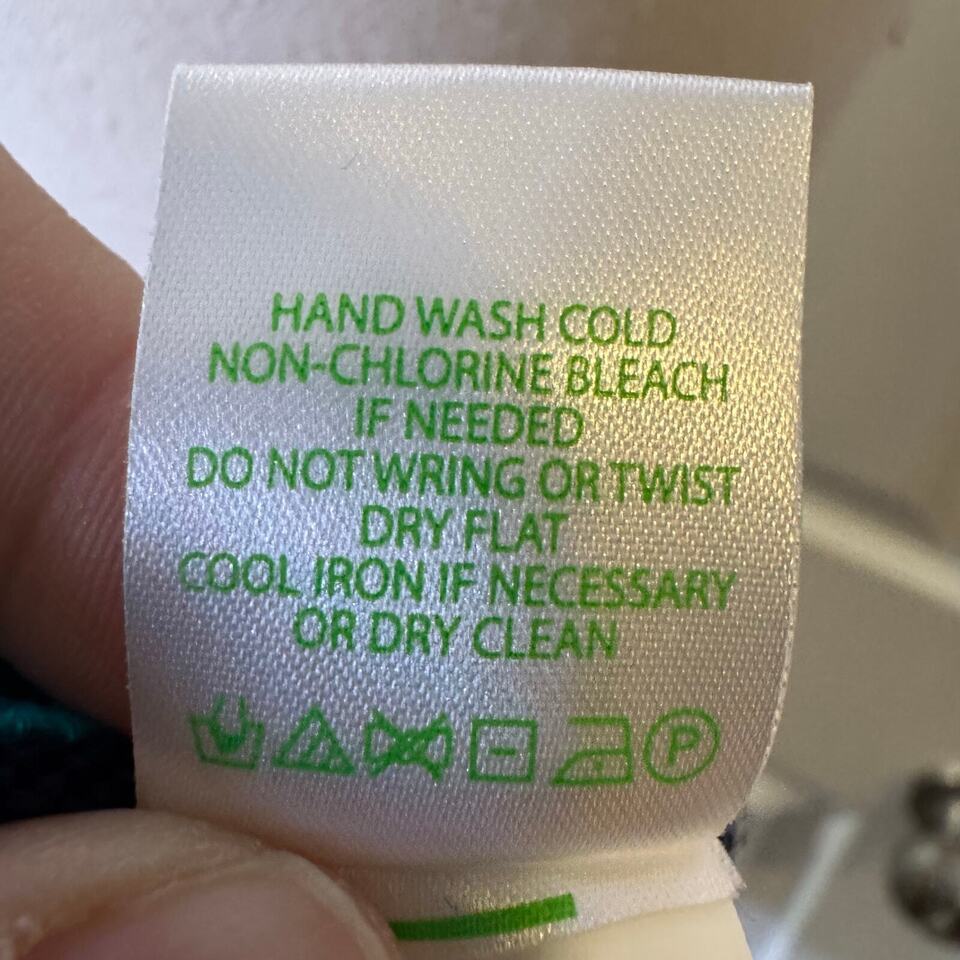 HAND WASH COLD
NON-CHLORINE BLEACH
IF NEEDED
DO NOT WRING OR TWIST
DRY FLAT
COOL IRON IF NECESSARY
OR DRY CLEAN
P